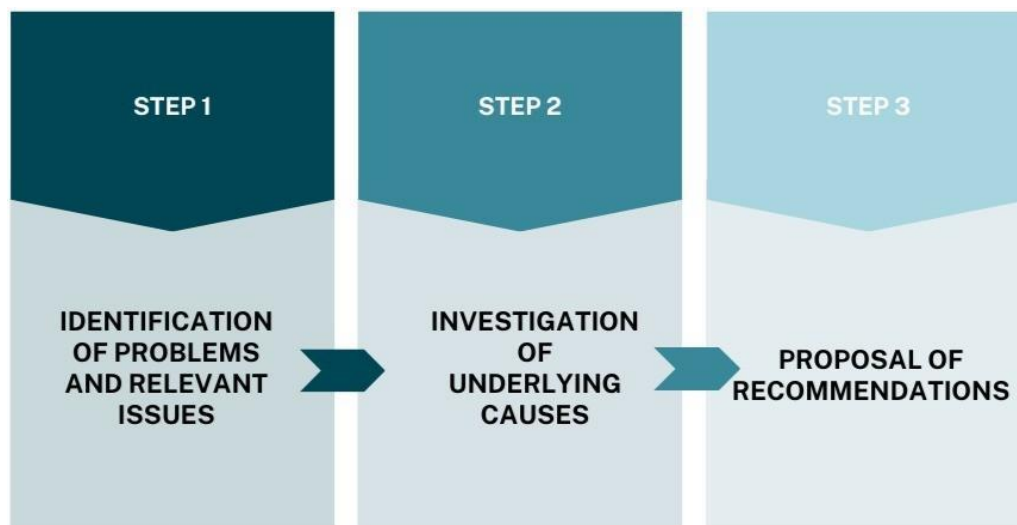 STEP 1
IDENTIFICATION
OF PROBLEMS
AND RELEVANT
ISSUES
STEP 2
INVESTIGATION
OF
UNDERLYING
CAUSES
STEP 3
PROPOSAL OF
RECOMMENDATIONS